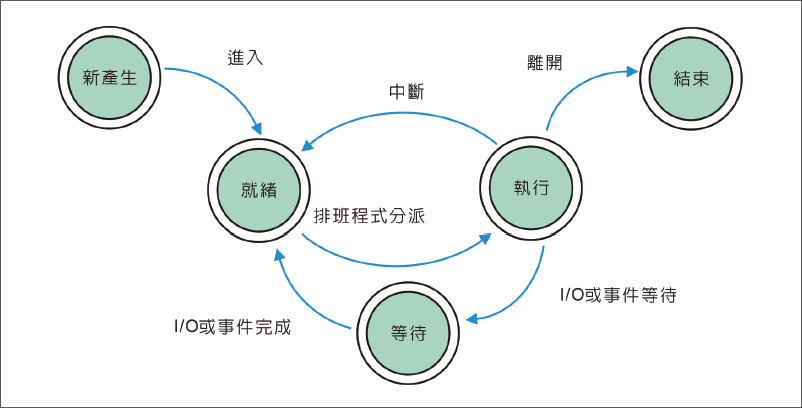 新產生
進入
離開
結束
中斷
就緒
執行
排班程式分派
I/O或事件等待
I/O或事件完成
等待